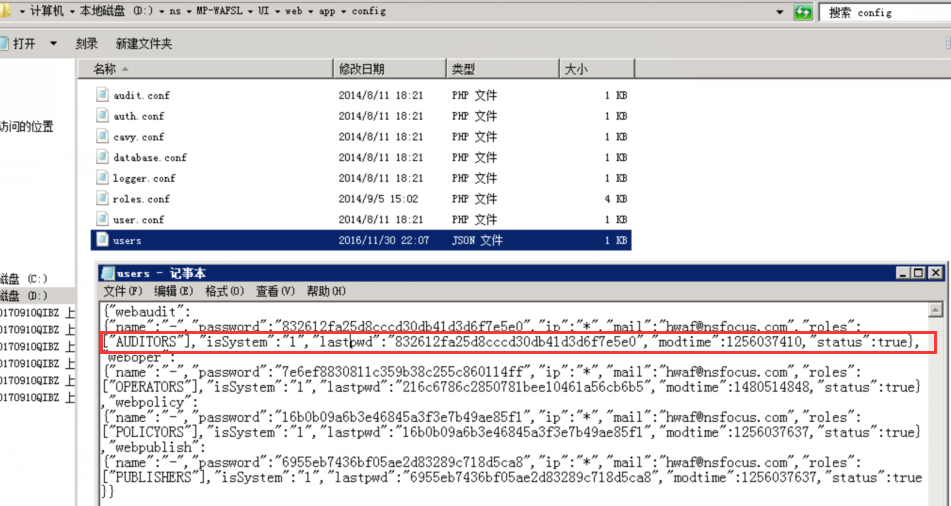 计算机 本地磁盘 (D:) ns MP-WAFSL UI web app config 搜索 config
打开 刻录 新建文件夹
名称 修改日期 类型 大小
audit.conf 2014/8/11 18:21 PHP 文件 1 KB
访问的位置
auth.conf 2014/8/11 18:21 PHP 文件 1 KB
cavy.conf 2014/8/11 18:21 PHP 文件 1 KB
database.conf 2014/8/11 18:21 PHP 文件 1 KB
logger.conf 2014/8/11 18:21 PHP 文件 1 KB
roles.conf 2014/9/5 15:02 PHP 文件 4 KB
user.conf 2014/8/11 18:21 PHP 文件 1 KB
users 2016/11/30 22:07 JSON 文件 1 KB
磁盘 (C:)
磁盘 (D:)
0170910QIBZ 上
0170910QIBZ 上
0170910QIBZ 上
0170910QIBZ 上
0170910QIBZ 上
users - 记事本
文件(F) 编辑(E) 格式(O) 查看(V) 帮助(H)
{"webaudit":
{"name":"-","password":"832612fa25d8cccd30db41d3d6f7e5e0","ip":"*","mail":"hwaf@nsfocus.com","roles":
["AUDITORS"],"isSystem":"1","lastpwd":"832612fa25d8cccd30db41d3d6f7e5e0","modtime":1256037410,"status":true},
"weboper":
{"name":"-","password":"7e6ef8830811c359b38c255c860114ff","ip":"*","mail":"hwaf@nsfocus.com","roles":
["OPERATORS"],"isSystem":"1","lastpwd":"216c6786c2850781bee10461a56cb6b5","modtime":1480514848,"status":true}
,"webpolicy":
{"name":"-","password":"16b0b09a6b3e46845a3f3e7b49ae85f1","ip":"*","mail":"hwaf@nsfocus.com","roles":
["POLICYORS"],"isSystem":"1","lastpwd":"16b0b09a6b3e46845a3f3e7b49ae85f1","modtime":1256037637,"status":true}
,"webpublish":
{"name":"-","password":"6955eb7436bf05ae2d83289c718d5ca8","ip":"*","mail":"hwaf@nsfocus.com","roles":
["PUBLISHERS"],"isSystem":"1","lastpwd":"6955eb7436bf05ae2d83289c718d5ca8","modtime":1256037637,"status":true
}}